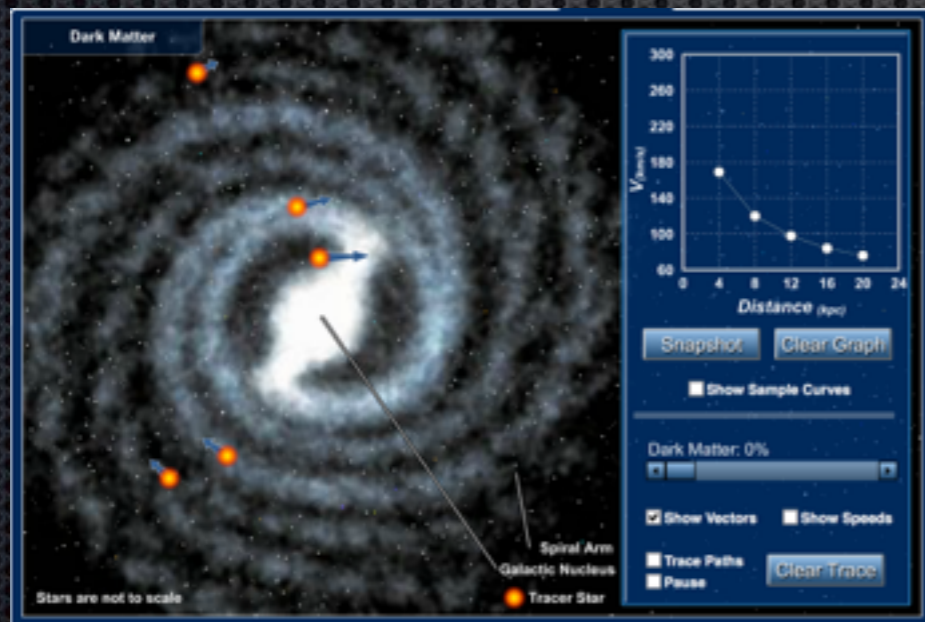 Dark Matter
300
260
220
180
140
100
60
V(km/s)
0 4 8 12 16 20 24
Distance (kpc)
Snapshot Clear Graph
Show Sample Curves
Dark Matter: 0%
Show Vectors Show Speeds
Trace Paths
Pause
Clear Trace
Spiral Arm
Galactic Nucleus
Stars are not to scale
Tracer Star